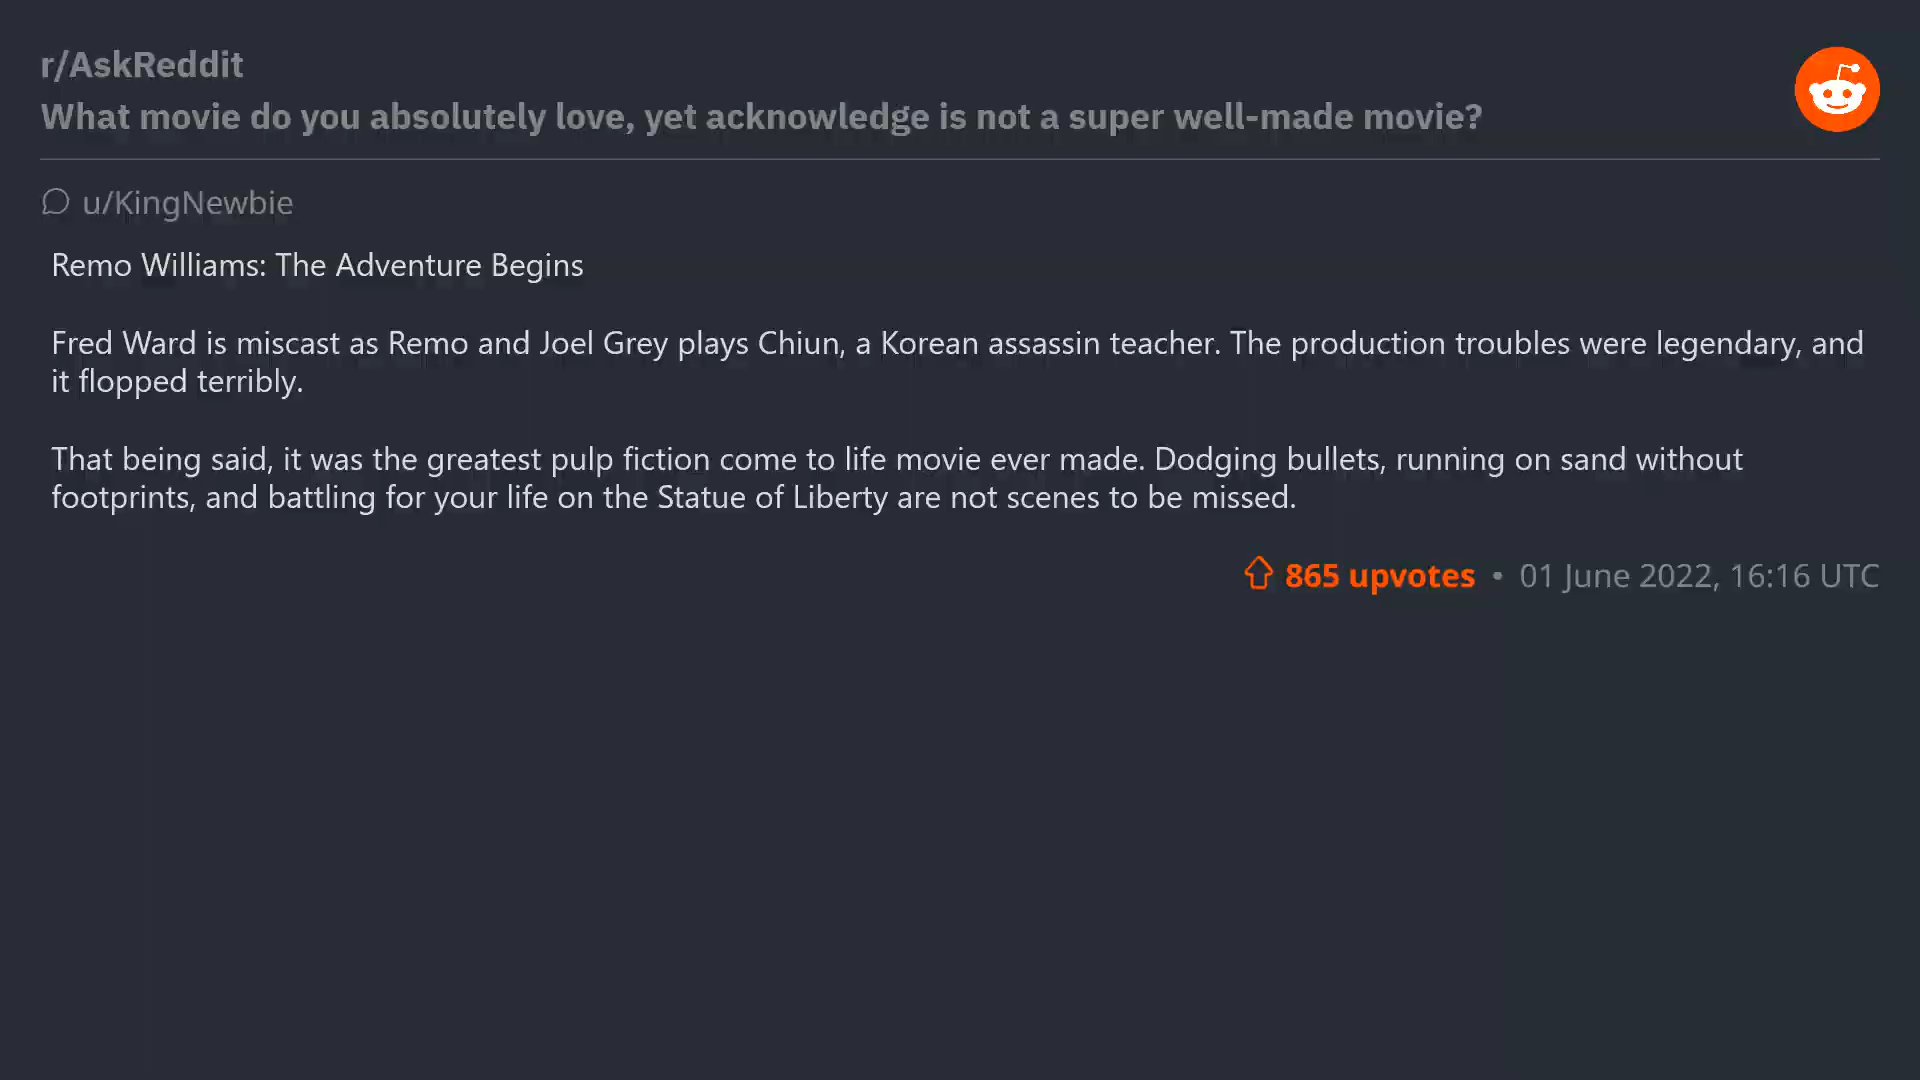 r/AskReddit
What movie do you absolutely love, yet acknowledge is not a super well-made movie?
u/KingNewbie
Remo Williams: The Adventure Begins
Fred Ward is miscast as Remo and Joel Grey plays Chiun, a Korean assassin teacher. The production troubles were legendary, and
it flopped terribly.
That being said, it was the greatest pulp fiction come to life movie ever made. Dodging bullets, running on sand without
footprints, and battling for your life on the Statue of Liberty are not scenes to be missed.
865 upvotes • 01 June 2022, 16:16 UTC